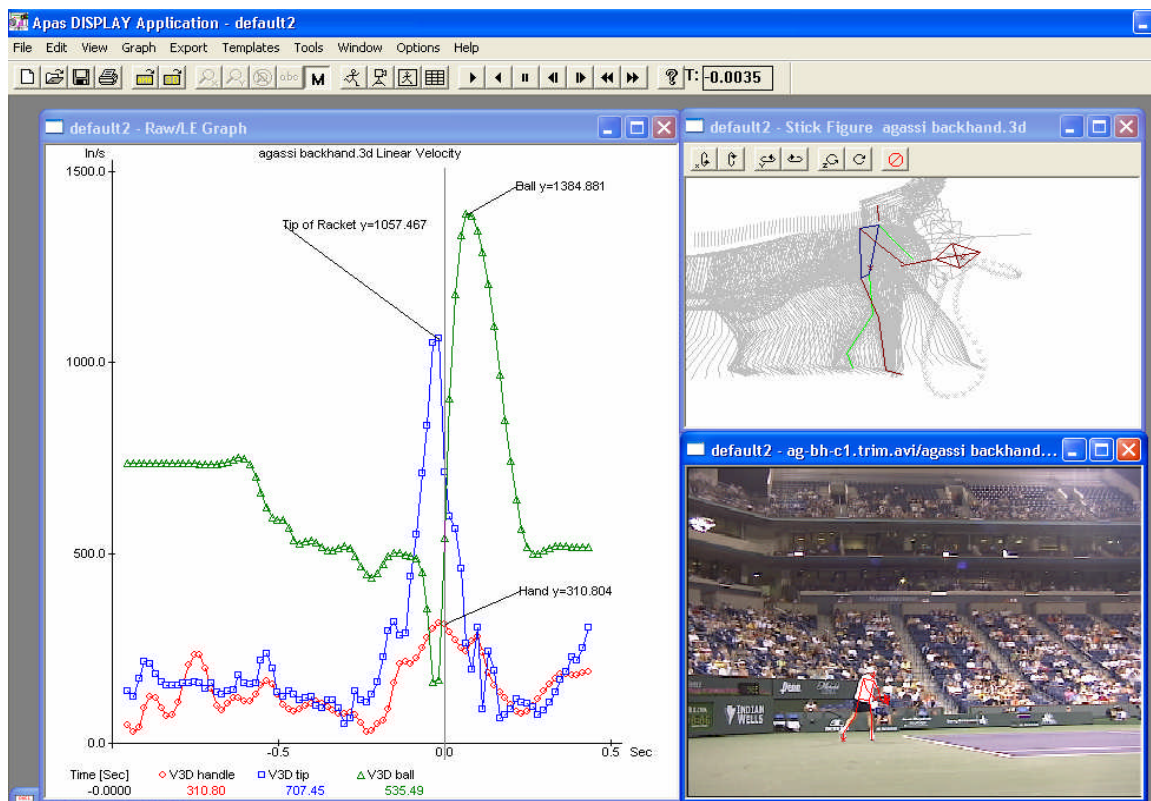 Apas DISPLAY Application - default2
File Edit View Graph Export Templates Tools Window Options Help
abc M T: -0.0035
default2 - Raw/LE Graph
In/s
agassi backhand.3d Linear Velocity
1500.0
Ball y=1384.881
Tip of Racket y=1057.467
1000.0
500.0
Hand y=310.804
0.0
-0.5 0.0 0.5 Sec
Time [Sec] V3D handle V3D tip V3D ball
-0.0000 310.80 707.45 535.49
default2 - Stick Figure agassi backhand.3d
x y z
default2 - ag-bh-c1.trim.avi/agassi backhand...
Penn
INDIAN
WELLS